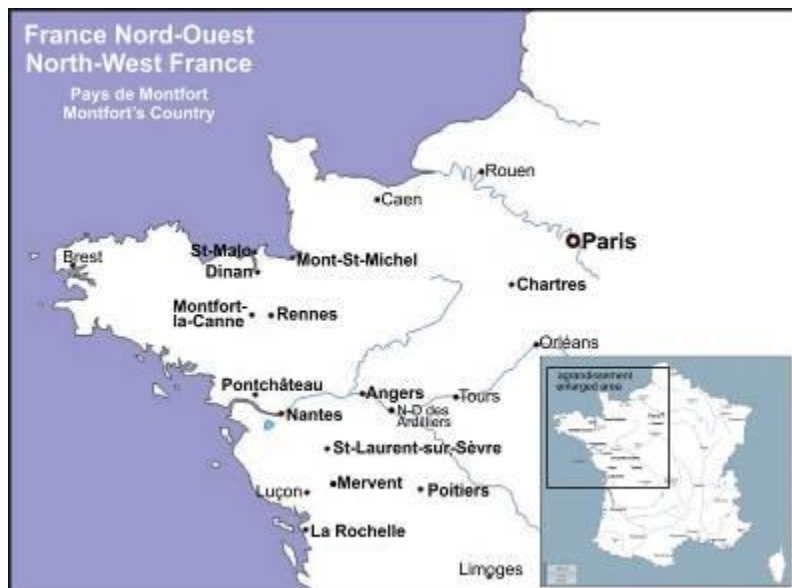 France Nord-Ouest
North-West France
Pays de Montfort
Montfort's Country
Rouen
Caen
Paris
St-Malo
Mont-St-Michel
Brest
Dinan
Chartres
Montfort-
la-Canne
Rennes
Orléans
agrandissement
enlarged area
Pontchâteau
Angers
Tours
Nantes
N-D des
Ardilliers
St-Laurent-sur-Sèvre
Mervent
Luçon
Poitiers
La Rochelle
Limoges